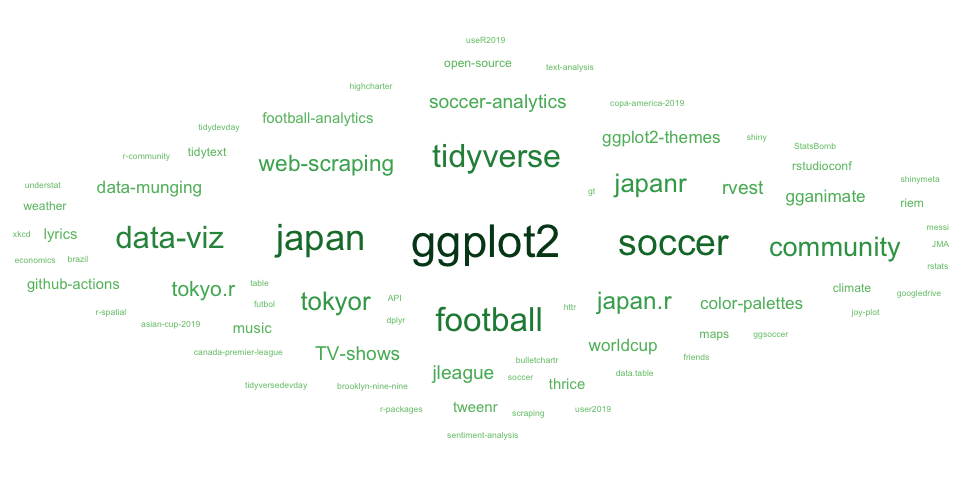 useR2019
open-source
text-analysis
highcharter
soccer-analytics
copa-america-2019
football-analytics
tidydevday
ggplot2-themes
shiny
StatsBomb
r-community
tidytext
web-scraping
tidyverse
rstudioconf
understat
data-munging
gt
japanr
rvest
gganimate
shinymeta
weather
riem
xkcd
lyrics
data-viz
japan
ggplot2
soccer
community
messi
JMA
economics
brazil
rstats
github-actions
tokyo.r
table
tokyor
API
httr
japan.r
color-palettes
climate
googledrive
r-spatial
futbol
asian-cup-2019
music
dplyr
football
maps
ggsoccer
joy-plot
canada-premier-league
TV-shows
worldcup
friends
bulletchartr
jleague
soccer
data.table
tidyversedevday
brooklyn-nine-nine
thrice
r-packages
tweenr
scraping
user2019
sentiment-analysis